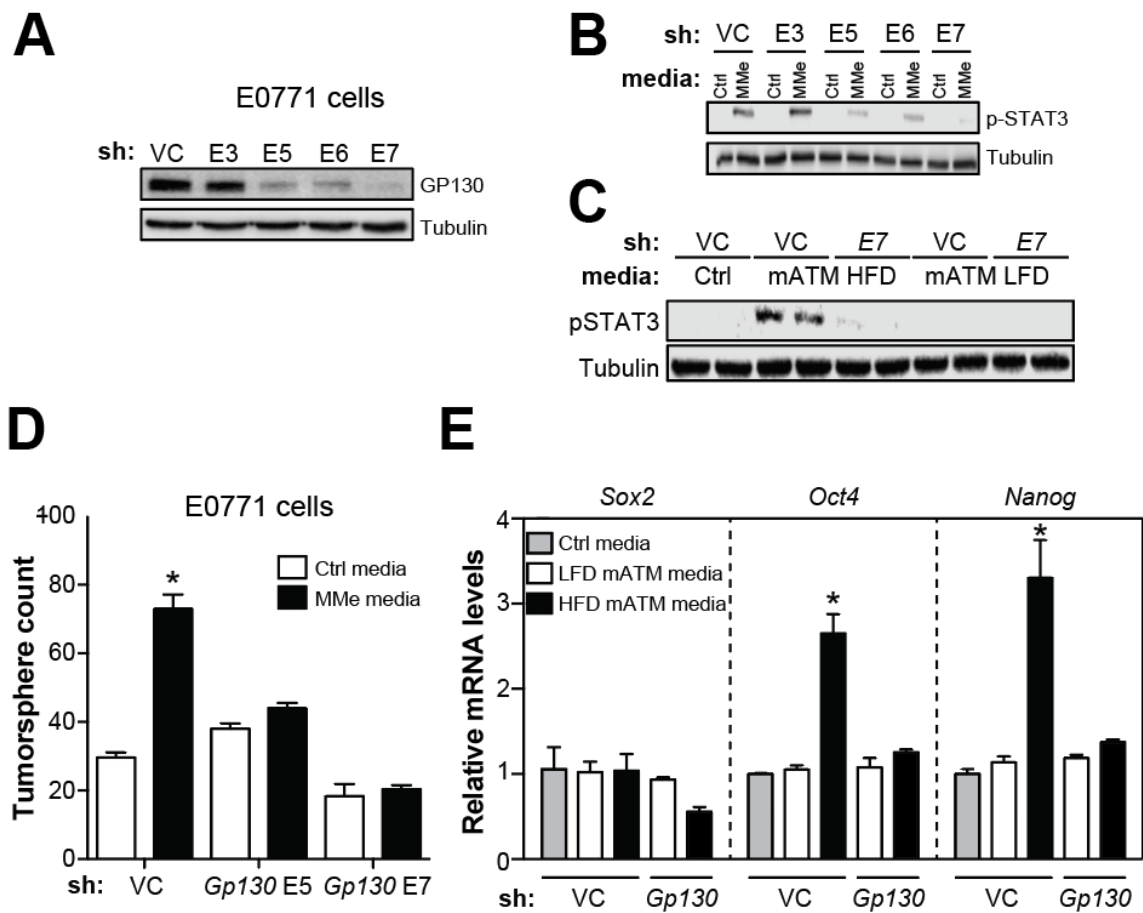 A
E0771 cells
sh: VC E3 E5 E6 E7
GP130
Tubulin
B
sh: VC E3 E5 E6 E7
media: Ctrl MMe Ctrl MMe Ctrl MMe Ctrl MMe Ctrl MMe
p-STAT3
Tubulin
C
sh: VC VC E7 VC E7
media: Ctrl mATM HFD mATM LFD
pSTAT3
Tubulin
D
E0771 cells
Tumorsphere count
100
80
60
40
20
0
*
Ctrl media
MMe media
sh: VC Gp130 E5 Gp130 E7
E
Sox2 Oct4 Nanog
Relative mRNA levels
4
3
2
1
0
Ctrl media
LFD mATM media
HFD mATM media
*
*
sh: VC Gp130 VC Gp130 VC Gp130